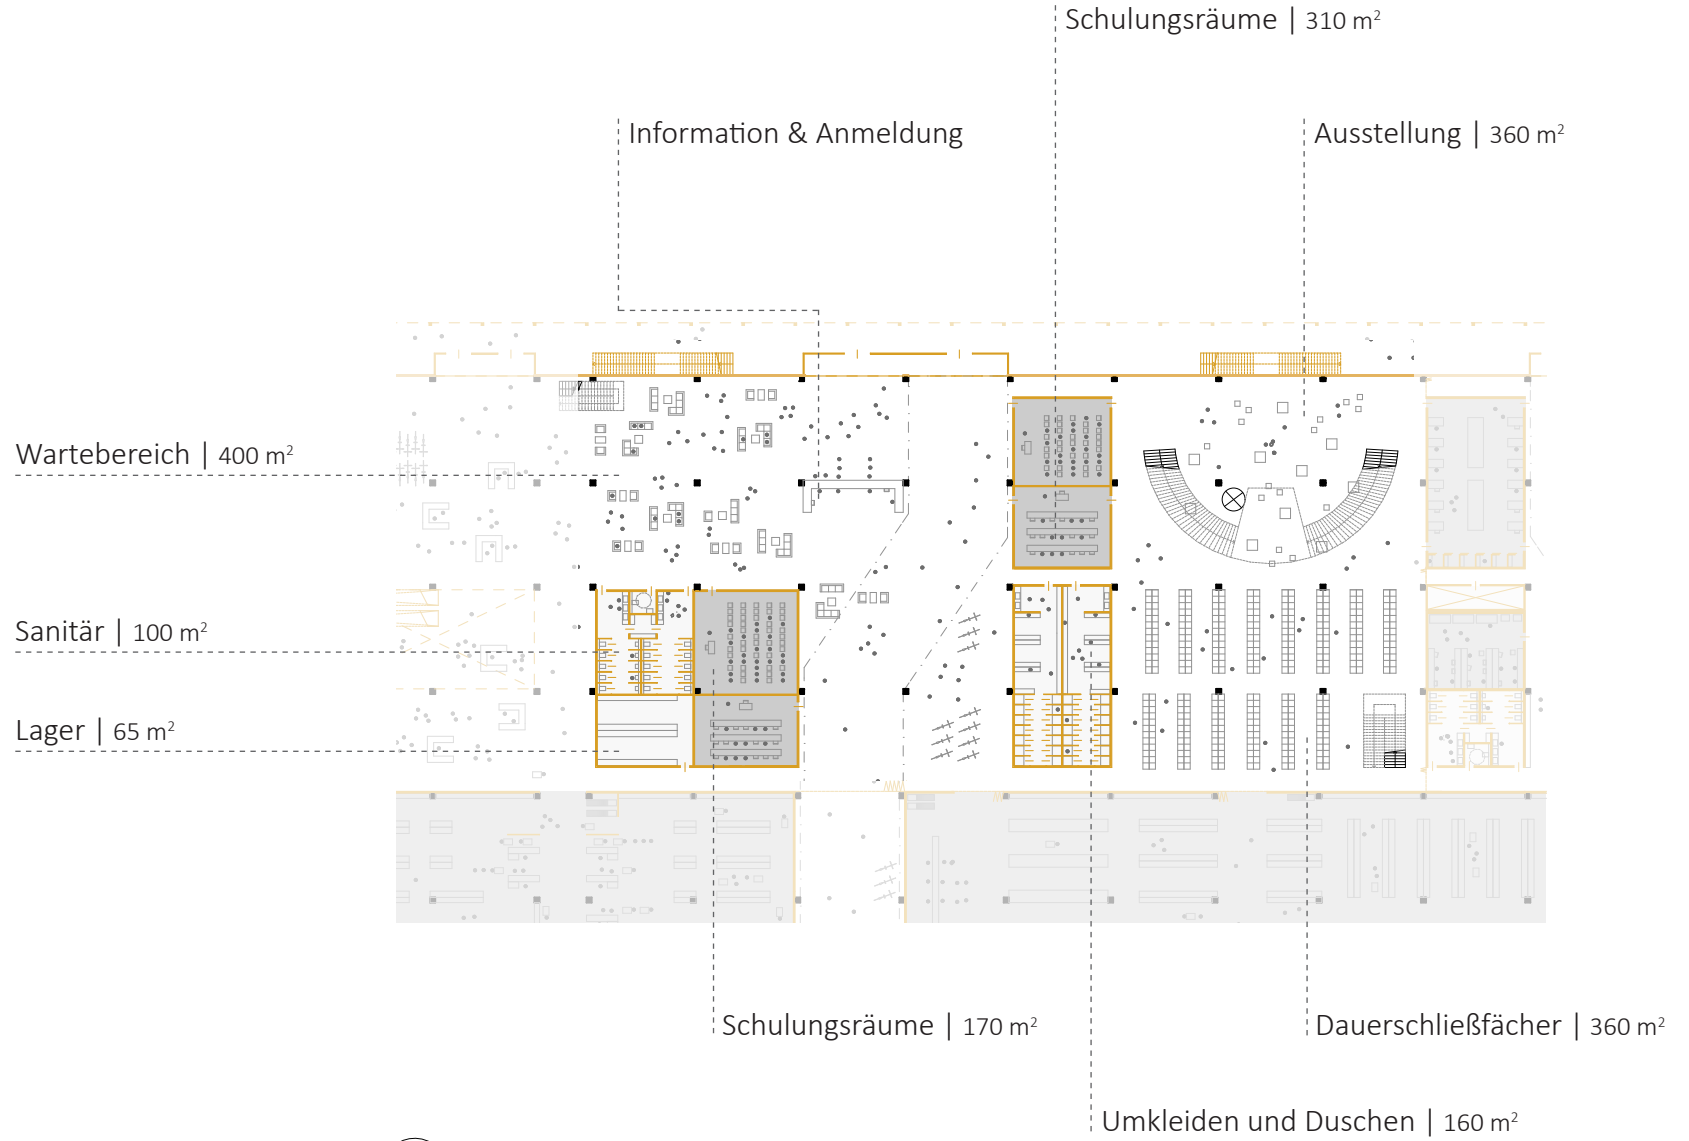 Schulungsräume | 310 m²
Information & Anmeldung
Ausstellung | 360 m²
Wartebereich | 400 m²
Sanitär | 100 m²
Lager | 65 m²
Schulungsräume | 170 m²
Dauerschließfächer | 360 m²
Umkleiden und Duschen | 160 m²